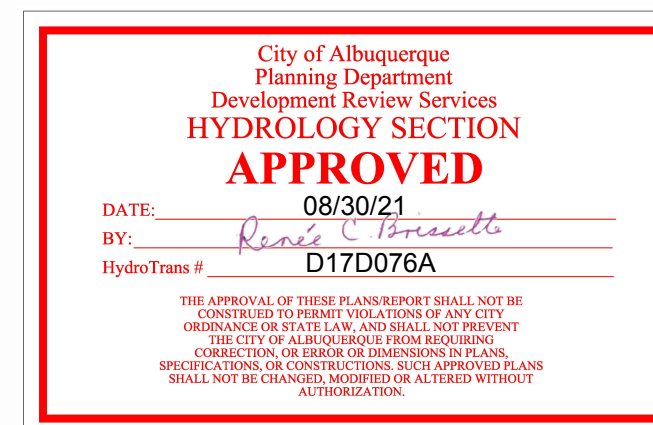 City of Albuquerque
Planning Department
Development Review Services
HYDROLOGY SECTION
APPROVED
DATE: 08/30/21
BY: Renée C. Brissette
HydroTrans # D17D076A
THE APPROVAL OF THESE PLANS/REPORT SHALL NOT BE
CONSTRUED TO PERMIT VIOLATIONS OF ANY CITY
ORDINANCE OR STATE LAW, AND SHALL NOT PREVENT
THE CITY OF ALBUQUERQUE FROM REQUIRING
CORRECTION, OR ERROR OR DIMENSIONS IN PLANS,
SPECIFICATIONS, OR CONSTRUCTIONS. SUCH APPROVED PLANS
SHALL NOT BE CHANGED, MODIFIED OR ALTERED WITHOUT
AUTHORIZATION.